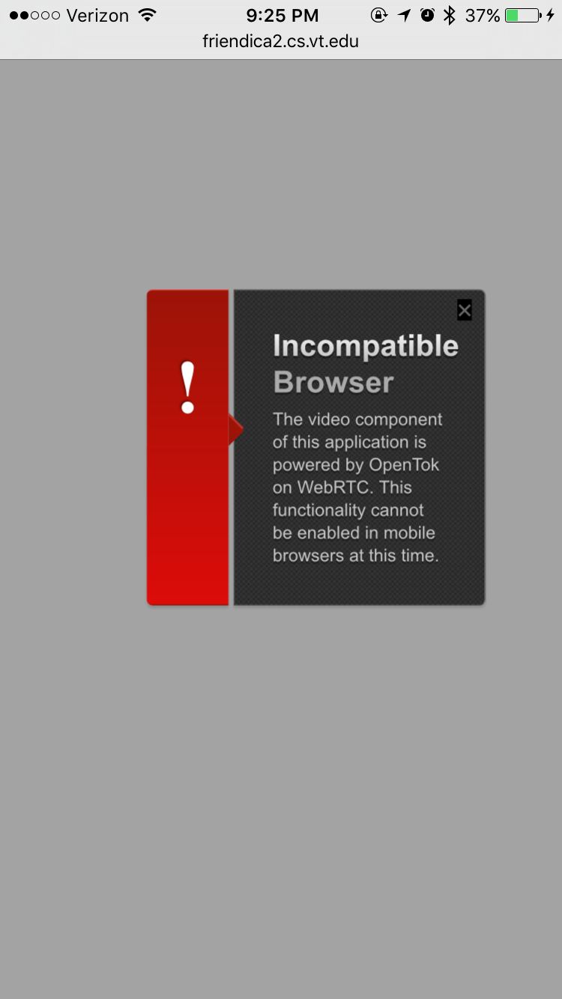 Verizon 9:25 PM 37%
friendica2.cs.vt.edu
!
Incompatible
Browser
The video component
of this application is
powered by OpenTok
on WebRTC. This
functionality cannot
be enabled in mobile
browsers at this time.